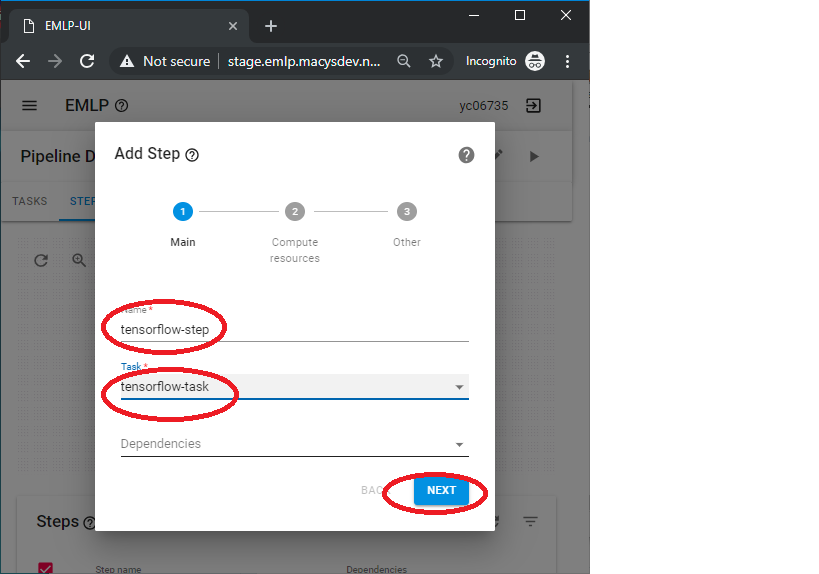 EMLP-UI
Not secure
stage.emlp.macysdev.n...
Incognito
EMLP
yc06735
Pipeline D
TASKS
STEP
Add Step
1
2
3
Main
Compute
resources
Other
Name *
tensorflow-step
Task *
tensorflow-task
Dependencies
BACK
NEXT
Steps
Step name
Dependencies